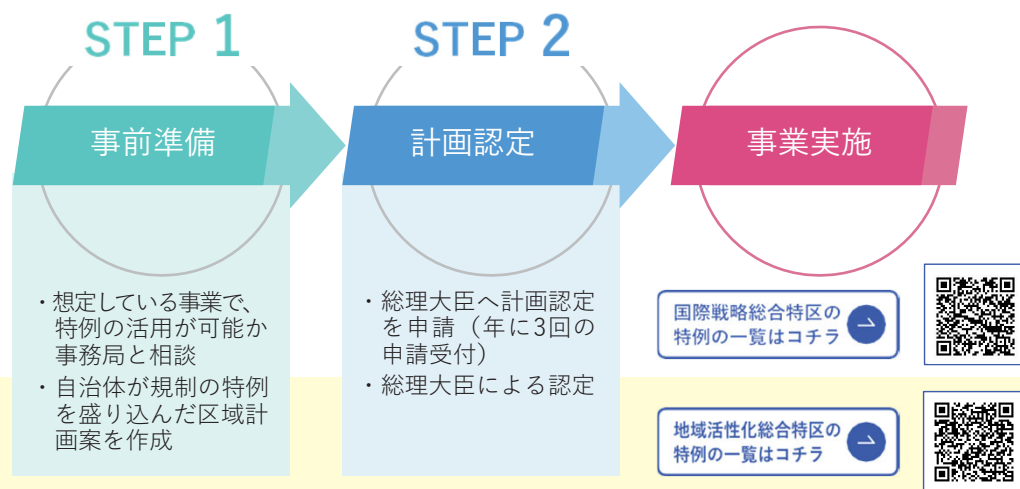 STEP 1
事前準備
・想定している事業で、
特例の活用が可能か
事務局と相談
・自治体が規制の特例
を盛り込んだ区域計
画案を作成
STEP 2
計画認定
・総理大臣へ計画認定
を申請（年に3回の
申請受付）
・総理大臣による認定
事業実施
国際戦略総合特区の
特例の一覧はコチラ
地域活性化総合特区の
特例の一覧はコチラ